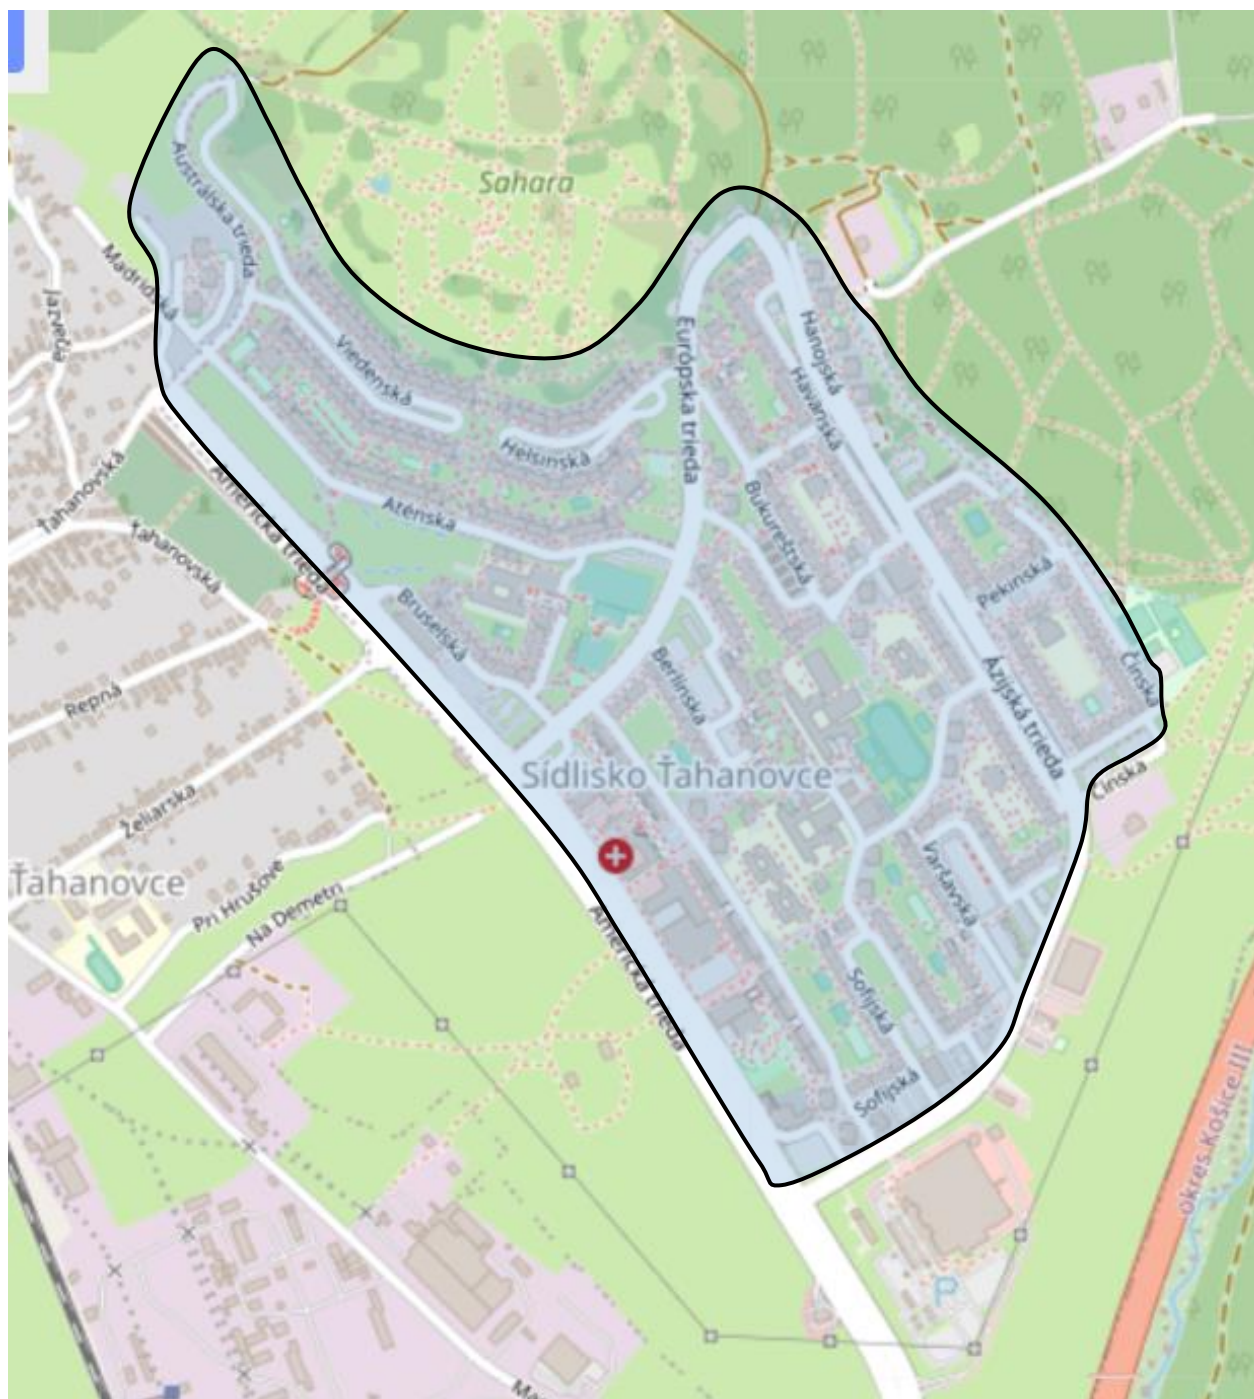 Sahara
Austrálska trieda
Madridská
Jazveča
Viedenská
Helsinská
Európska trieda
Hanojská
Havanská
Bukureštská
Aténska
Ťahanovská
Americká trieda
Ťahanovská
Bruselská
Pekinská
Čínska
Berlínska
Ázijská trieda
Repná
Sídlisko Ťahanovce
Čínska
Želiarska
Varšavská
Ťahanovce
Pri Hrušove
Na Demetri
Americká trieda
Sofijská
Sofijská
okres Košice III
P